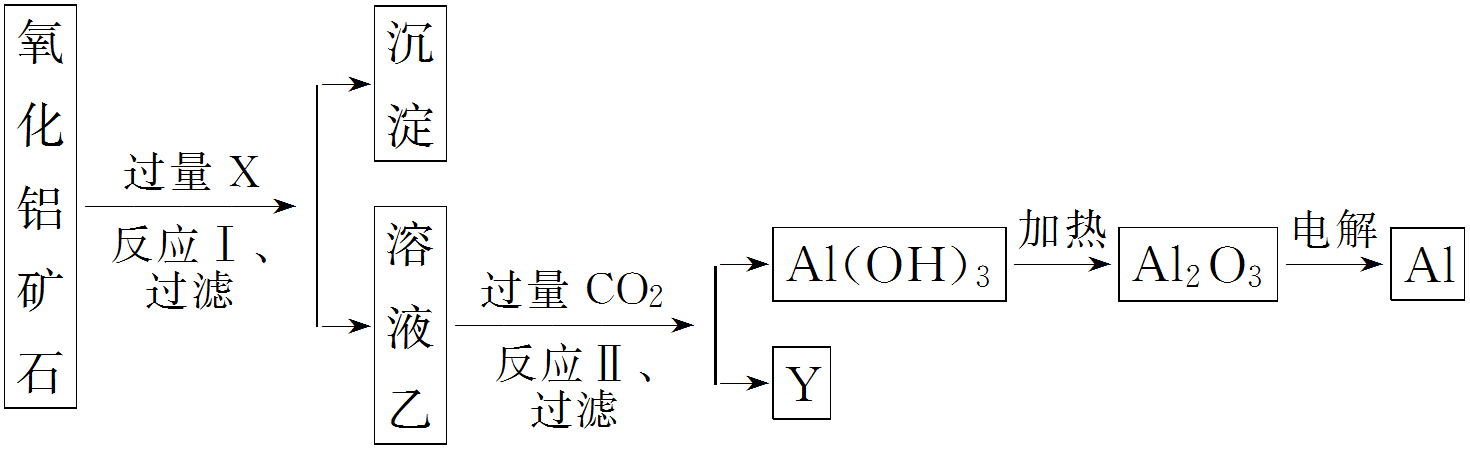 氧化铝矿石
过量 X
反应Ⅰ、
过滤
沉淀
溶液乙
过量 CO₂
反应Ⅱ、
过滤
Al(OH)₃
Y
加热
Al₂O₃
电解
Al